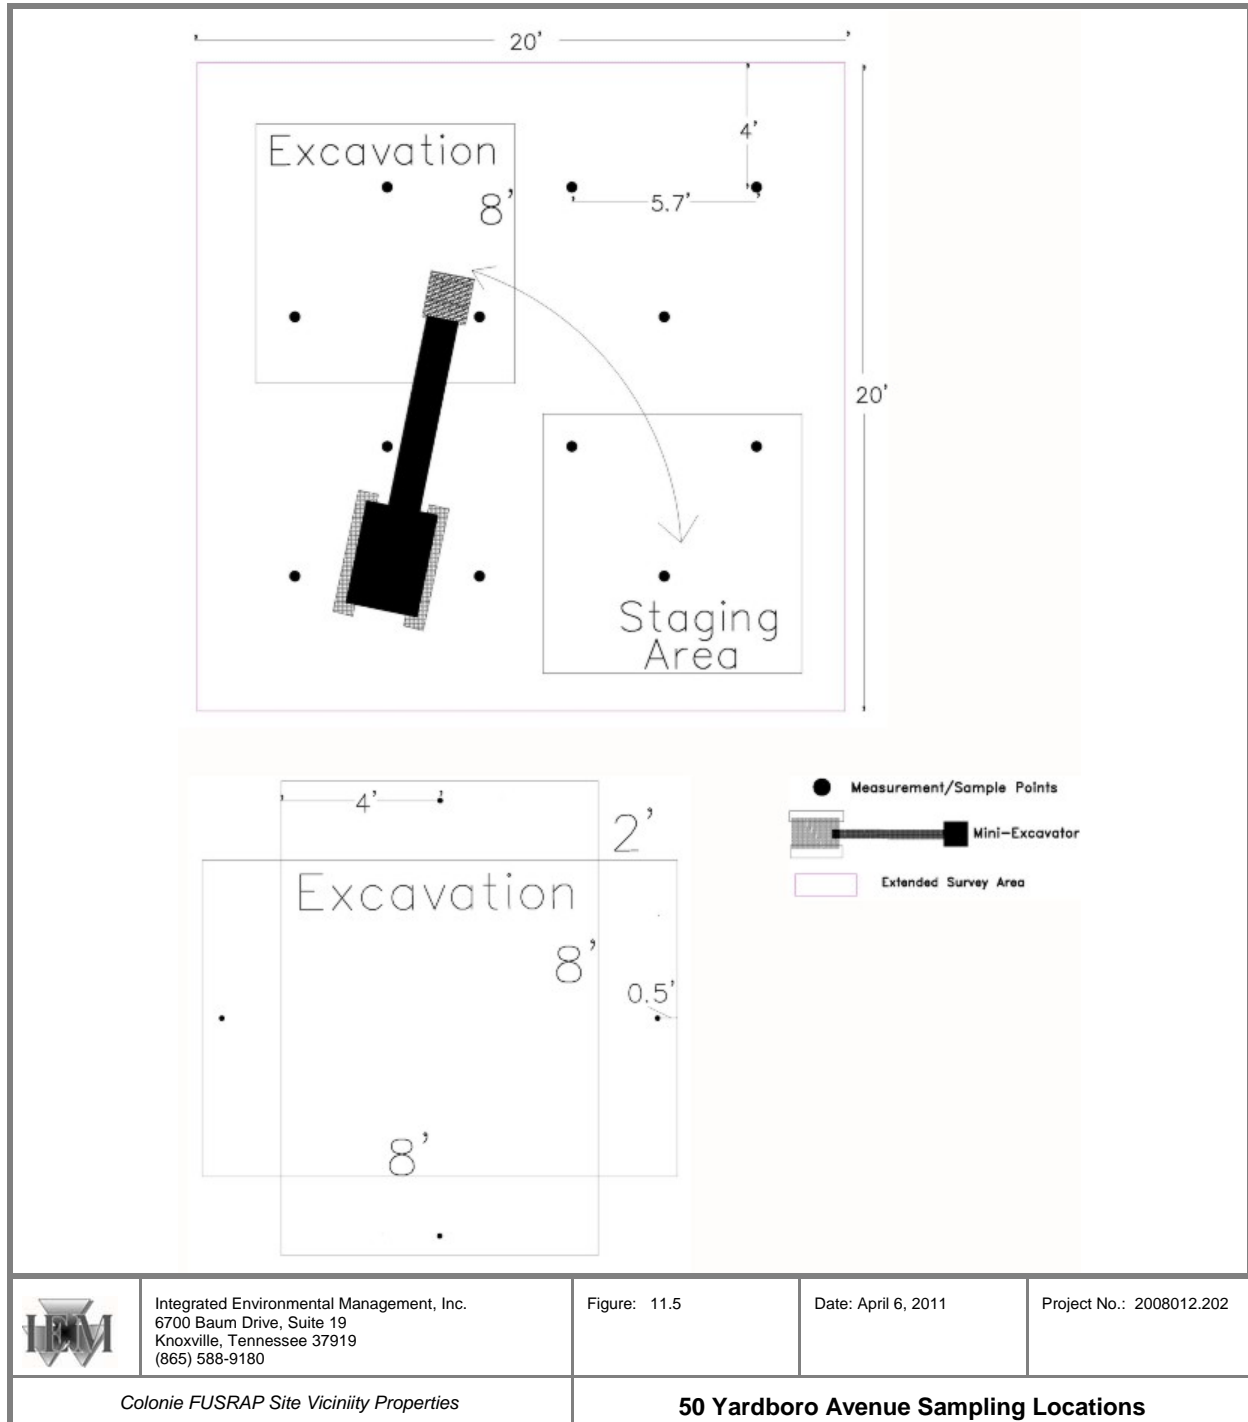 20'
4'
Excavation
8'
5.7'
20'
Staging
Area
4'
2'
Excavation
8'
0.5'
8'
Measurement/Sample Points
Mini-Excavator
Extended Survey Area
IEM
Integrated Environmental Management, Inc.
6700 Baum Drive, Suite 19
Knoxville, Tennessee 37919
(865) 588-9180
Figure: 11.5
Date: April 6, 2011
Project No.: 2008012.202
Colonie FUSRAP Site Viciniity Properties
50 Yardboro Avenue Sampling Locations